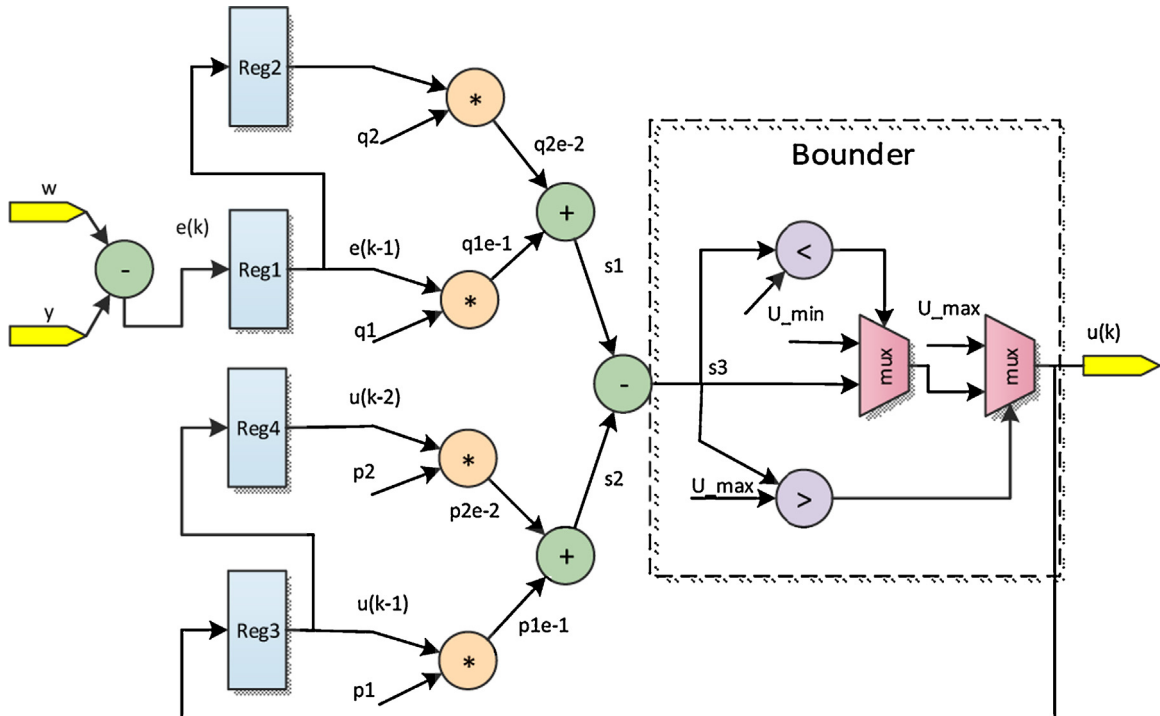 Reg2
*
q2
q2e-2
Bounder
w
e(k)
-
y
Reg1
e(k-1)
q1e-1
*
q1
+
s1
<
U_min
U_max
mux
mux
u(k)
-
s3
Reg4
u(k-2)
*
p2
p2e-2
s2
U_max
>
+
Reg3
u(k-1)
*
p1
p1e-1